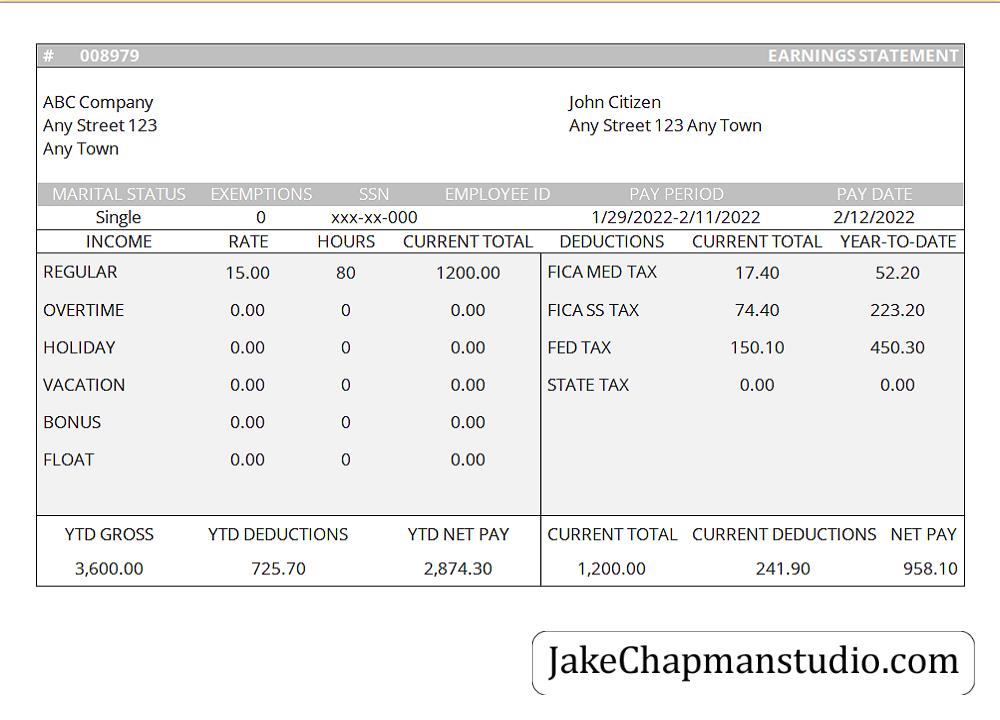 # 008979 EARNINGS STATEMENT
ABC Company John Citizen
Any Street 123 Any Street 123 Any Town
Any Town
MARITAL STATUS EXEMPTIONS SSN EMPLOYEE ID PAY PERIOD PAY DATE
Single 0 xxx-xx-000 1/29/2022-2/11/2022 2/12/2022
INCOME RATE HOURS CURRENT TOTAL DEDUCTIONS CURRENT TOTAL YEAR-TO-DATE
REGULAR 15.00 80 1200.00 FICA MED TAX 17.40 52.20
OVERTIME 0.00 0 0.00 FICA SS TAX 74.40 223.20
HOLIDAY 0.00 0 0.00 FED TAX 150.10 450.30
VACATION 0.00 0 0.00 STATE TAX 0.00 0.00
BONUS 0.00 0 0.00
FLOAT 0.00 0 0.00
YTD GROSS YTD DEDUCTIONS YTD NET PAY CURRENT TOTAL CURRENT DEDUCTIONS NET PAY
3,600.00 725.70 2,874.30 1,200.00 241.90 958.10
JakeChapmanstudio.com